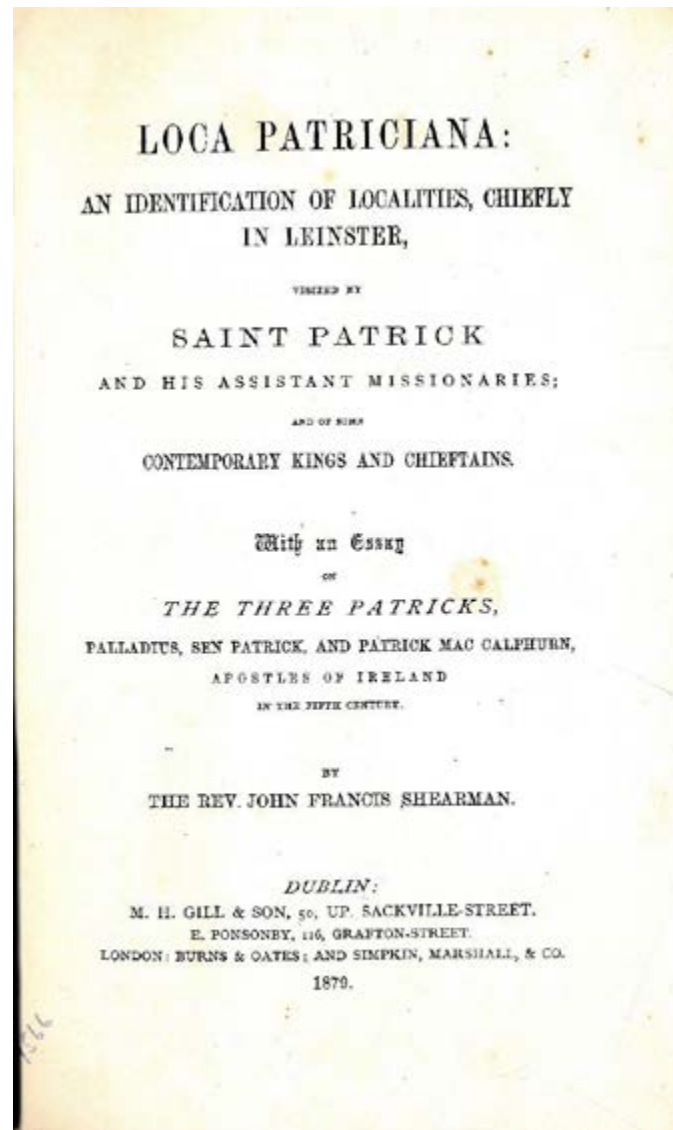 LOCA PATRICIANA:
AN IDENTIFICATION OF LOCALITIES, CHIEFLY
IN LEINSTER,
VISITED BY
SAINT PATRICK
AND HIS ASSISTANT MISSIONARIES;
AND OF SOME
CONTEMPORARY KINGS AND CHIEFTAINS.
With an Essay
ON
THE THREE PATRICKS,
PALLADIUS, SEN PATRICK, AND PATRICK MAC CALPHURN,
APOSTLES OF IRELAND
IN THE FIFTH CENTURY.
BY
THE REV. JOHN FRANCIS SHEARMAN.
DUBLIN:
M. H. GILL & SON, 50, UP. SACKVILLE-STREET.
E. PONSONBY, 116, GRAFTON-STREET.
LONDON: BURNS & OATES; AND SIMPKIN, MARSHALL, & CO.
1879.